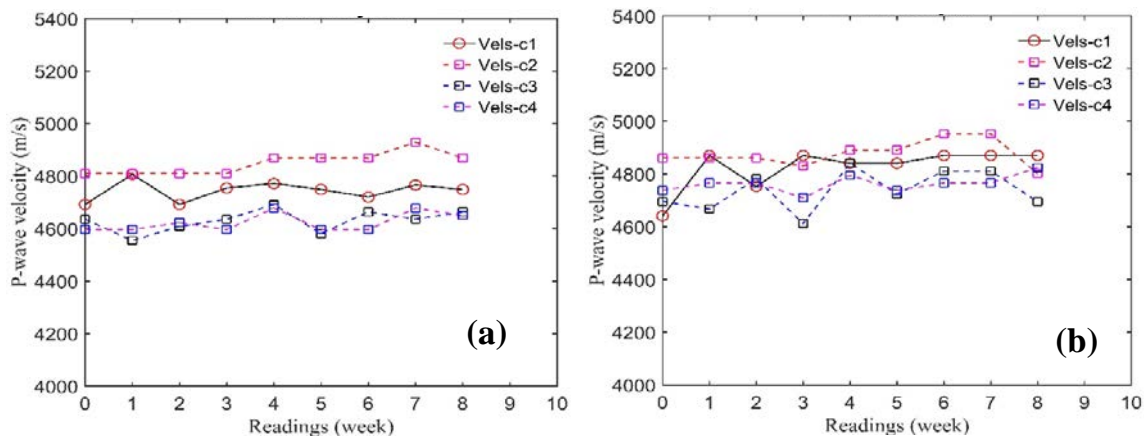 5400
5200
5000
4800
4600
4400
4200
4000
P-wave velocity (m/s)
Vels-c1
Vels-c2
Vels-c3
Vels-c4
(a)
0 1 2 3 4 5 6 7 8 9 10
Readings (week)
5400
5200
5000
4800
4600
4400
4200
4000
P-wave velocity (m/s)
Vels-c1
Vels-c2
Vels-c3
Vels-c4
(b)
0 1 2 3 4 5 6 7 8 9 10
Readings (week)